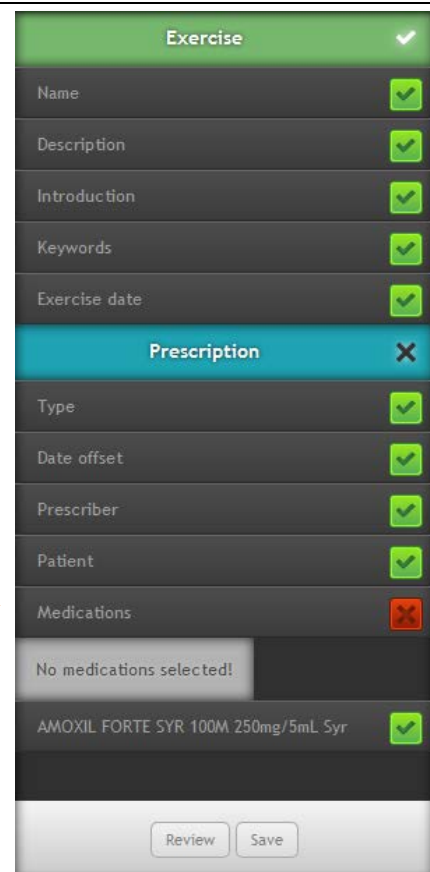 Exercise
Name
Description
Introduction
Keywords
Exercise date
Prescription
Type
Date offset
Prescriber
Patient
Medications
No medications selected!
AMOXIL FORTE SYR 100M 250mg/5mL Syr
Review Save